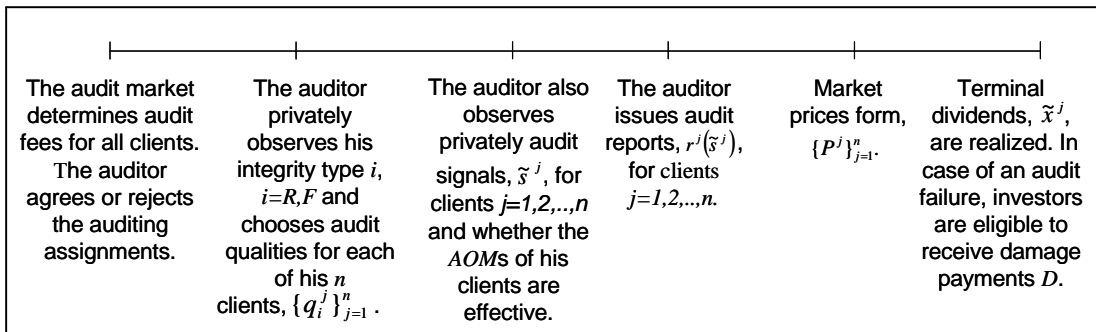 The audit market
determines audit
fees for all clients.
The auditor
agrees or rejects
the auditing
assignments.
The auditor
privately
observes his
integrity type i,
i=R,F and
chooses audit
qualities for each
of his n
clients, {q_i^j}_{j=1}^n .
The auditor also
observes
privately audit
signals, s̃^j, for
clients j=1,2,..,n
and whether the
AOMs of his
clients are
effective.
The auditor
issues audit
reports, r^j(s̃^j),
for clients
j=1,2,..,n.
Market
prices form,
{P^j}_{j=1}^n.
Terminal
dividends, x̃^j,
are realized. In
case of an audit
failure, investors
are eligible to
receive damage
payments D.